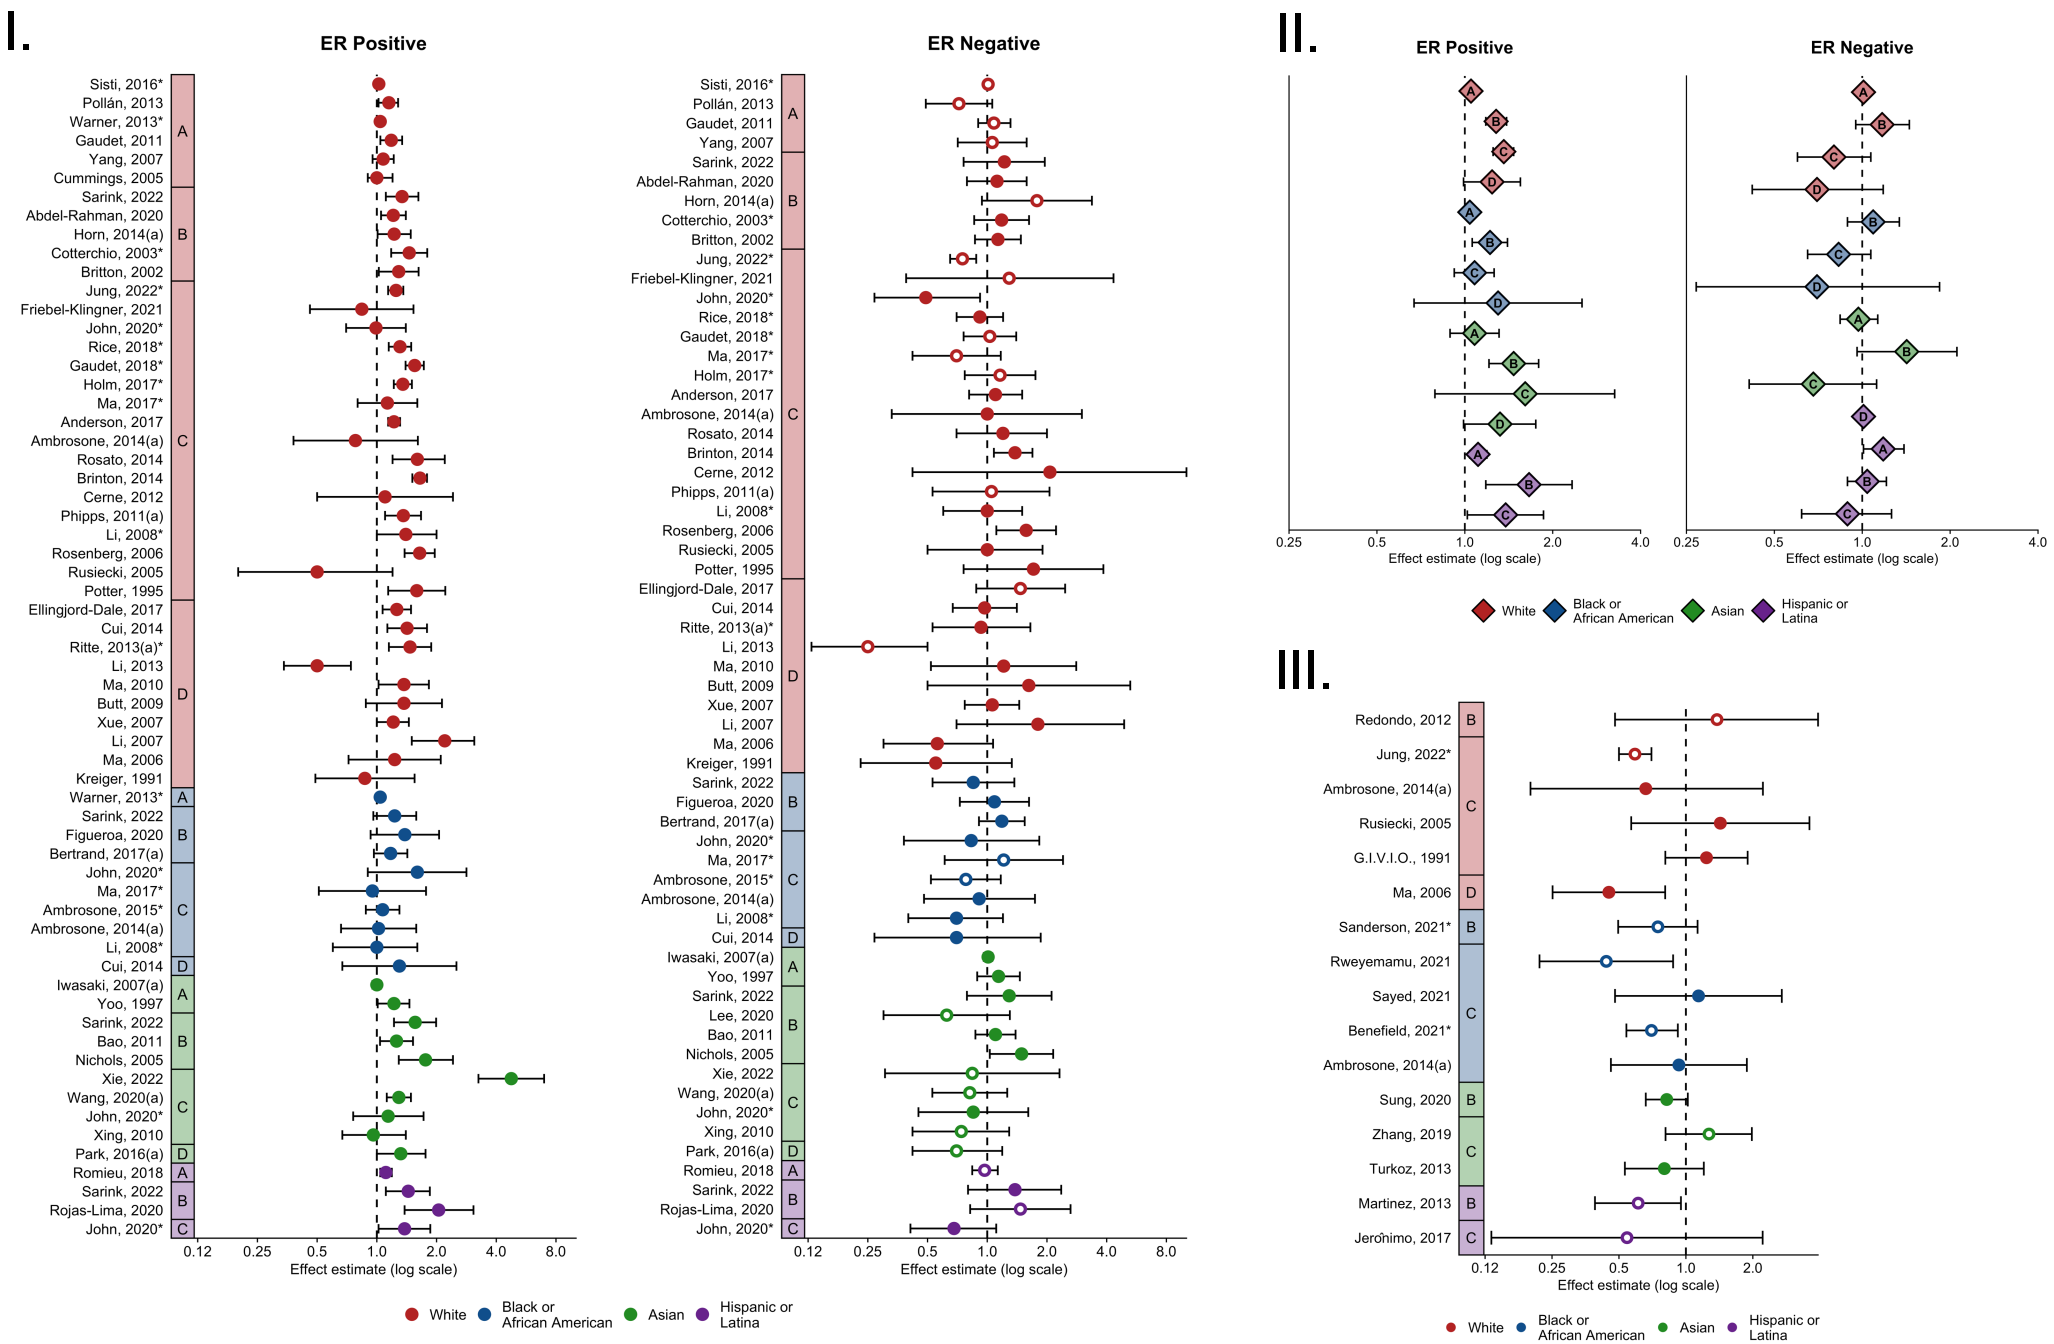 I.
ER Positive
Sisti, 2016*
Pollán, 2013
Warner, 2013*
Gaudet, 2011
Yang, 2007
Cummings, 2005
A
Sarink, 2022
Abdel-Rahman, 2020
Horn, 2014(a)
Cotterchio, 2003*
Britton, 2002
B
Jung, 2022*
Friebel-Klingner, 2021
John, 2020*
Rice, 2018*
Gaudet, 2018*
Holm, 2017*
Ma, 2017*
Anderson, 2017
Ambrosone, 2014(a)
Rosato, 2014
Brinton, 2014
Cerne, 2012
Phipps, 2011(a)
Li, 2008*
Rosenberg, 2006
Rusiecki, 2005
Potter, 1995
C
Ellingjord-Dale, 2017
Cui, 2014
Ritte, 2013(a)*
Li, 2013
Ma, 2010
Butt, 2009
Xue, 2007
Li, 2007
Ma, 2006
Kreiger, 1991
D
Warner, 2013*
A
Sarink, 2022
Figueroa, 2020
Bertrand, 2017(a)
B
John, 2020*
Ma, 2017*
Ambrosone, 2015*
Ambrosone, 2014(a)
Li, 2008*
C
Cui, 2014
D
Iwasaki, 2007(a)
Yoo, 1997
A
Sarink, 2022
Bao, 2011
Nichols, 2005
B
Xie, 2022
Wang, 2020(a)
John, 2020*
Xing, 2010
C
Park, 2016(a)
D
Romieu, 2018
A
Sarink, 2022
Rojas-Lima, 2020
B
John, 2020*
C
0.12 0.25 0.5 1.0 2.0 4.0 8.0
Effect estimate (log scale)
ER Negative
Sisti, 2016*
Pollán, 2013
Gaudet, 2011
Yang, 2007
A
Sarink, 2022
Abdel-Rahman, 2020
Horn, 2014(a)
Cotterchio, 2003*
Britton, 2002
B
Jung, 2022*
Friebel-Klingner, 2021
John, 2020*
Rice, 2018*
Gaudet, 2018*
Ma, 2017*
Holm, 2017*
Anderson, 2017
Ambrosone, 2014(a)
Rosato, 2014
Brinton, 2014
Cerne, 2012
Phipps, 2011(a)
Li, 2008*
Rosenberg, 2006
Rusiecki, 2005
Potter, 1995
C
Ellingjord-Dale, 2017
Cui, 2014
Ritte, 2013(a)*
Li, 2013
Ma, 2010
Butt, 2009
Xue, 2007
Li, 2007
Ma, 2006
Kreiger, 1991
D
Sarink, 2022
Figueroa, 2020
Bertrand, 2017(a)
B
John, 2020*
Ma, 2017*
Ambrosone, 2015*
Ambrosone, 2014(a)
Li, 2008*
C
Cui, 2014
D
Iwasaki, 2007(a)
Yoo, 1997
A
Sarink, 2022
Lee, 2020
Bao, 2011
Nichols, 2005
B
Xie, 2022
Wang, 2020(a)
John, 2020*
Xing, 2010
C
Park, 2016(a)
D
Romieu, 2018
A
Sarink, 2022
Rojas-Lima, 2020
B
John, 2020*
C
0.12 0.25 0.5 1.0 2.0 4.0 8.0
Effect estimate (log scale)
White
Black or
African American
Asian
Hispanic or
Latina
II.
ER Positive
A
B
C
D
A
B
C
D
A
B
C
D
A
B
C
0.25 0.5 1.0 2.0 4.0
Effect estimate (log scale)
ER Negative
A
B
C
D
B
C
D
A
B
C
D
A
B
C
0.25 0.5 1.0 2.0 4.0
Effect estimate (log scale)
White
Black or
African American
Asian
Hispanic or
Latina
III.
Redondo, 2012
B
Jung, 2022*
Ambrosone, 2014(a)
Rusiecki, 2005
G.I.V.I.O., 1991
C
Ma, 2006
D
Sanderson, 2021*
B
Rweyemamu, 2021
Sayed, 2021
Benefield, 2021*
Ambrosone, 2014(a)
C
Sung, 2020
B
Zhang, 2019
Turkoz, 2013
C
Martinez, 2013
B
Jerońimo, 2017
C
0.12 0.25 0.5 1.0 2.0
Effect estimate (log scale)
White
Black or
African American
Asian
Hispanic or
Latina